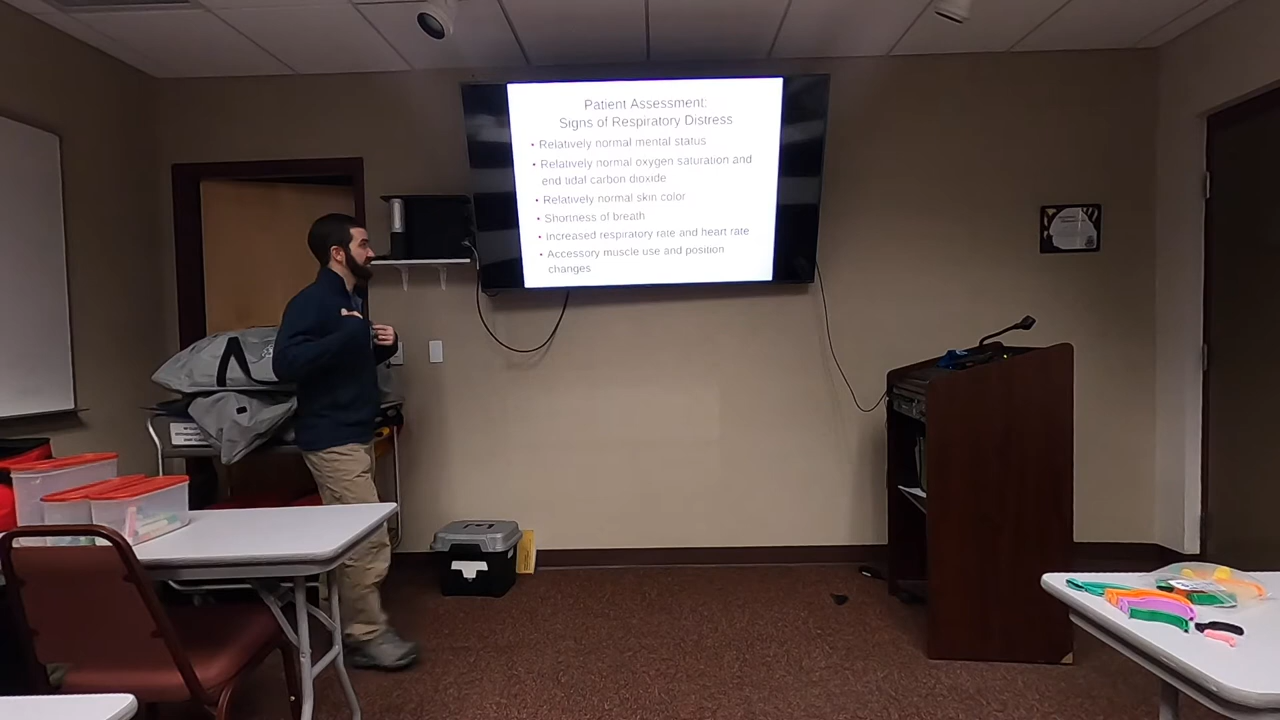 Patient Assessment:
Signs of Respiratory Distress
• Relatively normal mental status
• Relatively normal oxygen saturation and
end tidal carbon dioxide
• Relatively normal skin color
• Shortness of breath
• Increased respiratory rate and heart rate
• Accessory muscle use and position
changes